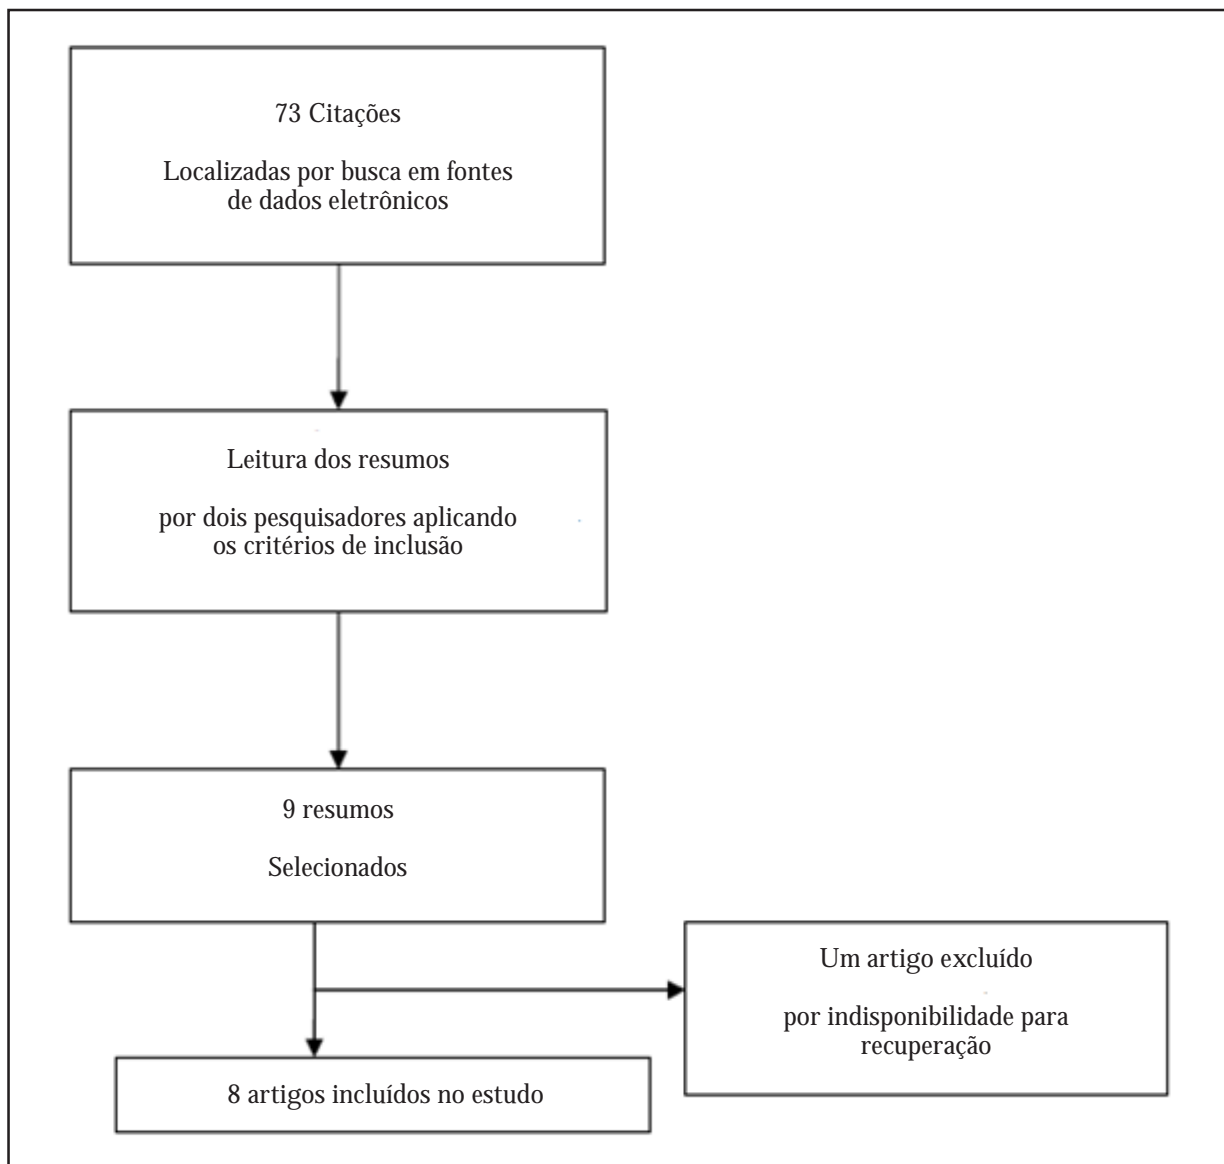 73 Citações
Localizadas por busca em fontes
de dados eletrônicos
Leitura dos resumos
por dois pesquisadores aplicando
os critérios de inclusão
9 resumos
Selecionados
Um artigo excluído
por indisponibilidade para
recuperação
8 artigos incluídos no estudo